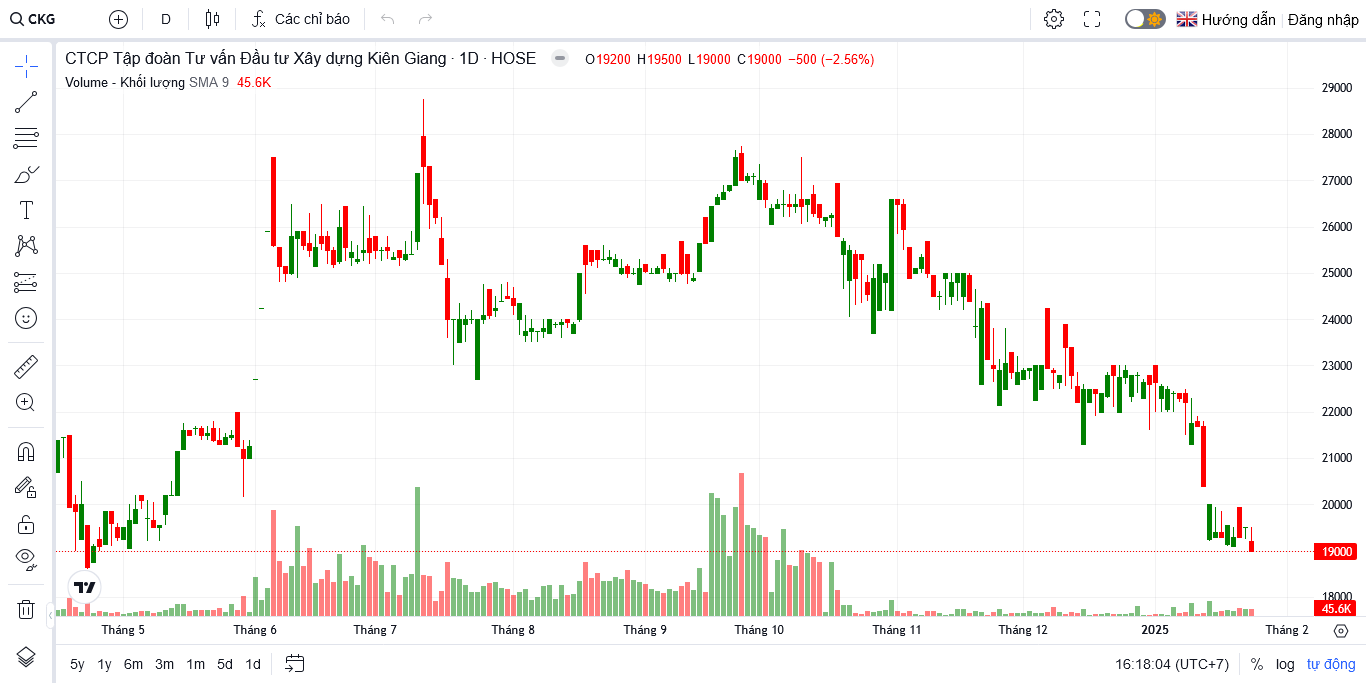 CKG D Các chỉ báo Hướng dẫn Đăng nhập
CTCP Tập đoàn Tư vấn Đầu tư Xây dựng Kiên Giang · 1D · HOSE O19200 H19500 L19000 C19000 −500 (−2.56%)
Volume - Khối lượng SMA 9 45.6K
29000
28000
27000
26000
25000
24000
23000
22000
21000
20000
19000
18000
45.6K
Tháng 5 Tháng 6 Tháng 7 Tháng 8 Tháng 9 Tháng 10 Tháng 11 Tháng 12 2025 Tháng 2
5y 1y 6m 3m 1m 5d 1d 16:18:04 (UTC+7) % log tự động